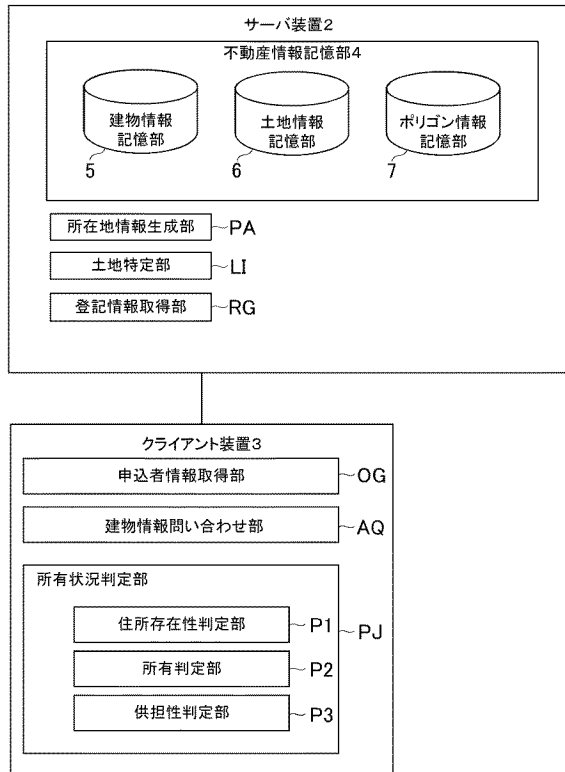 サーバ装置2
不動産情報記憶部4
建物情報
記憶部
5
土地情報
記憶部
6
ポリゴン情報
記憶部
7
所在地情報生成部 PA
土地特定部 LI
登記情報取得部 RG
クライアント装置3
申込者情報取得部 OG
建物情報問い合わせ部 AQ
所有状況判定部
住所存在性判定部 P1
PJ
所有判定部 P2
供担性判定部 P3